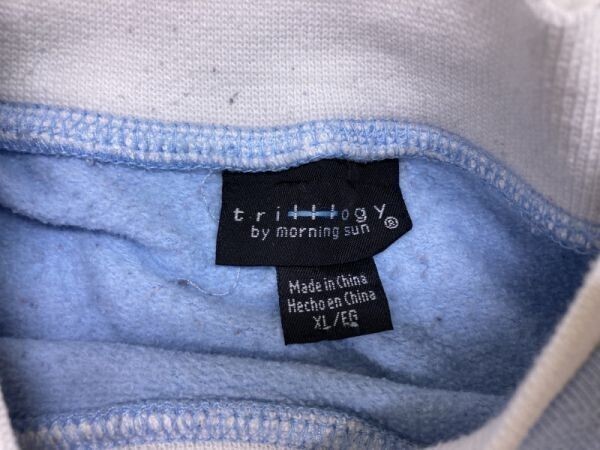 trilllogy®
by morning sun
Made in China
Hecho en China
XL/EG